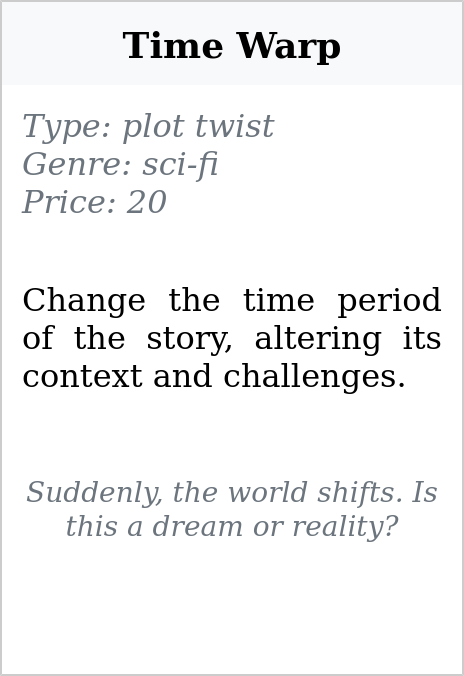 Time Warp
Type: plot twist
Genre: sci-fi
Price: 20
Change the time period
of the story, altering its
context and challenges.
Suddenly, the world shifts. Is
this a dream or reality?